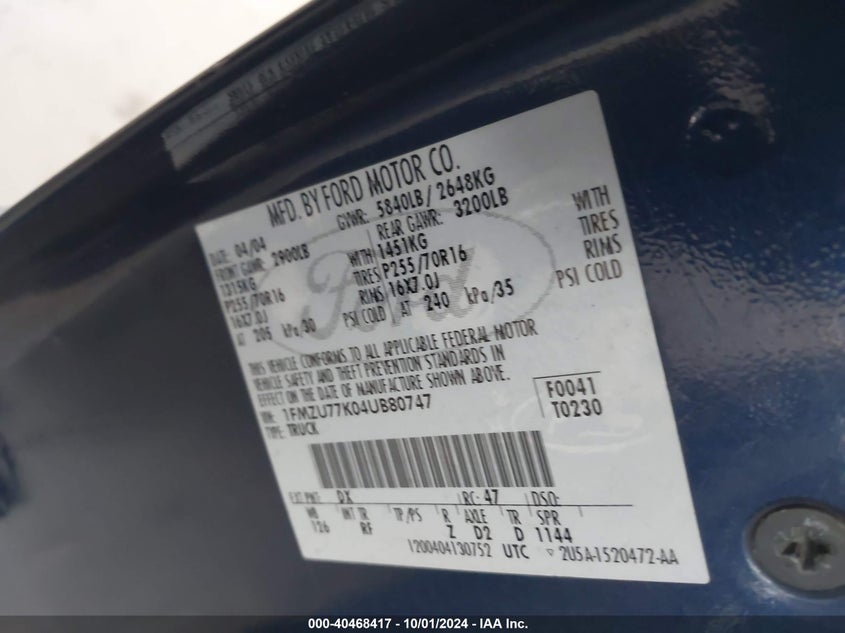 MFD. BY FORD MOTOR CO.
DATE: 04/04 GVWR: 5840LB/ 2648KG
FRONT GAWR: 2900LB REAR GAWR: 3200LB
1315KG WITH 1451KG WITH
P255/70R16 TIRES P255/70R16 TIRES
16X7.0J RIMS 16X7.0J RIMS
AT 205 kPa/30 PSI COLD AT 240 kPa/35 PSI COLD
THIS VEHICLE CONFORMS TO ALL APPLICABLE FEDERAL MOTOR
VEHICLE SAFETY AND THEFT PREVENTION STANDARDS IN
EFFECT ON THE DATE OF MANUFACTURE SHOWN ABOVE.
VIN: 1FMZU77K04UB80747 F0041
TYPE: TRUCK T0230
EXT PNT: DX RC: 47 DSO:
WB INT TR TP/PS R AXLE TR SPR
126 RF Z D2 D 1144
1200404130752 UTC 2U5A-1520472-AA
Ford
000-40468417 • 10/01/2024 • IAA Inc.